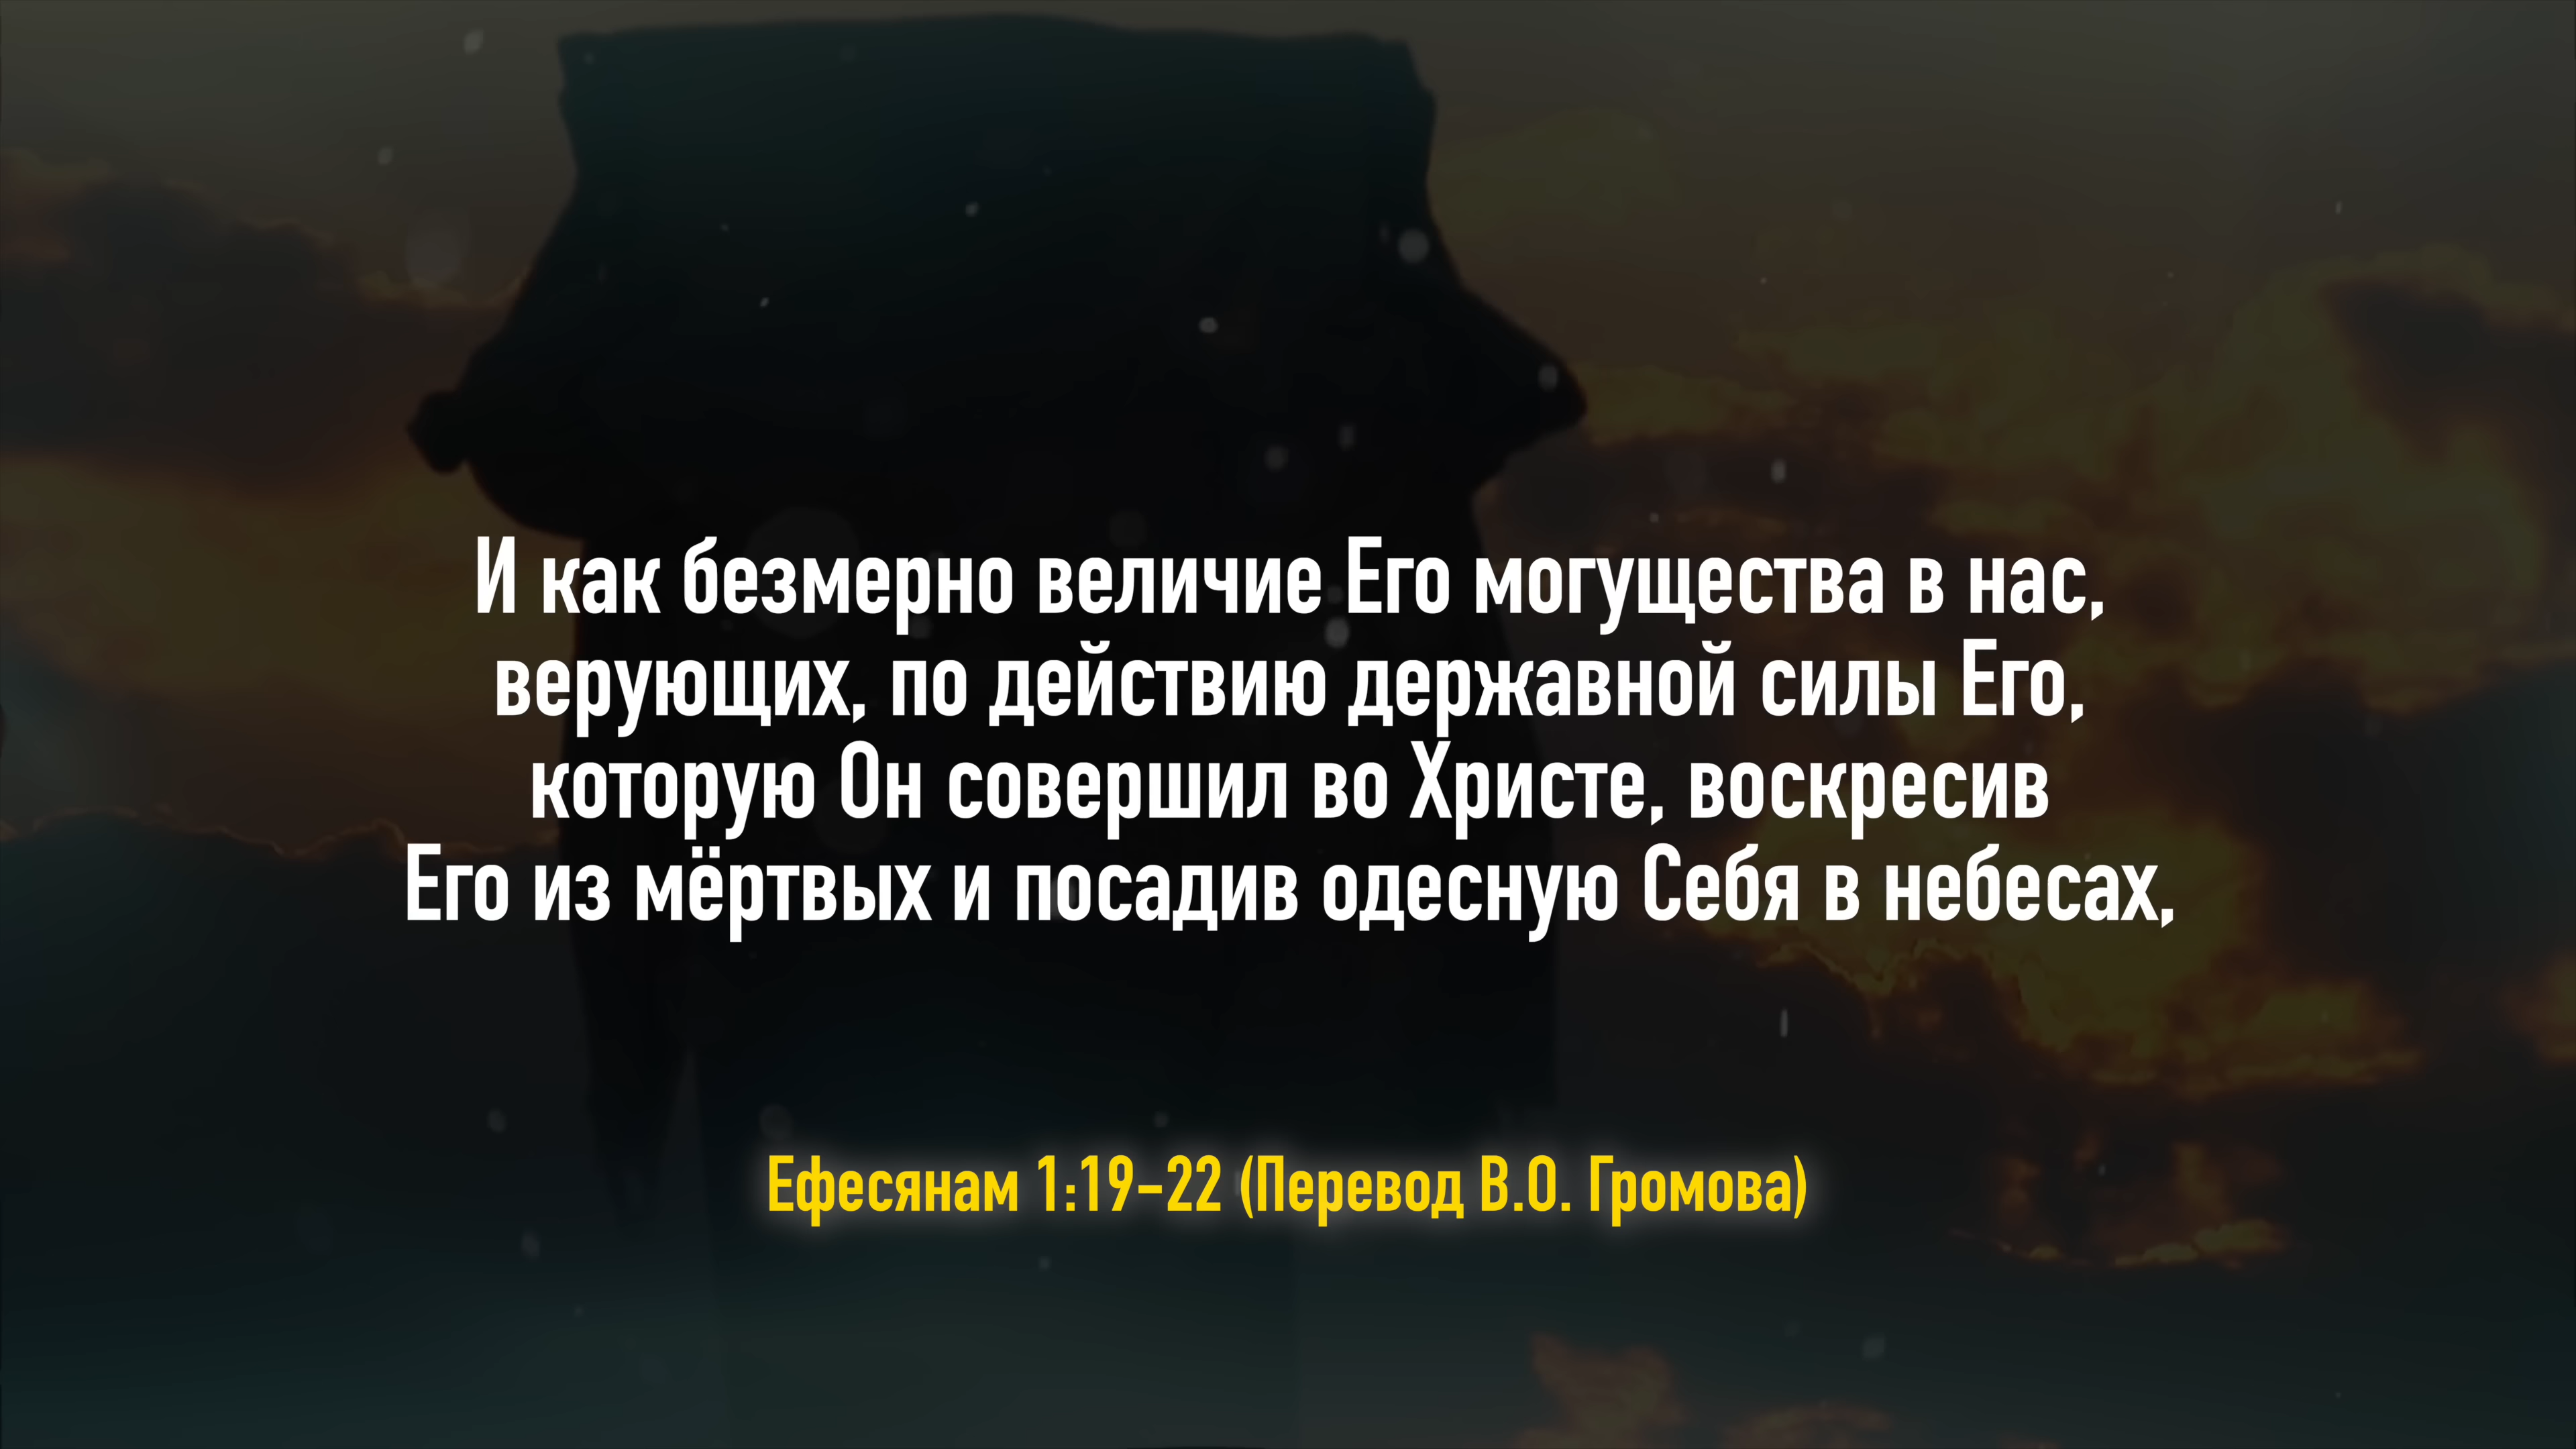 И как безмерно величие Его могущества в нас,
верующих, по действию державной силы Его,
которую Он совершил во Христе, воскресив
Его из мёртвых и посадив одесную Себя в небесах,
Ефесянам 1:19-22 (Перевод В.О. Громова)